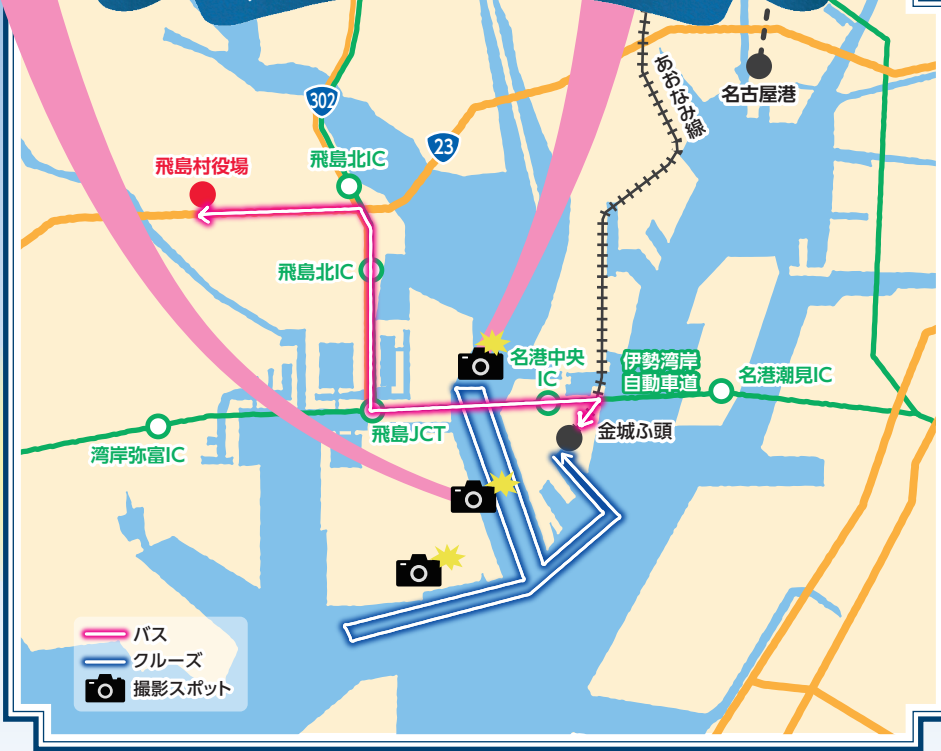 あおなみ線
名古屋港
302
23
飛島村役場
飛島北IC
飛島北IC
名港中央
IC
伊勢湾岸
自動車道
名港潮見IC
飛島JCT
金城ふ頭
湾岸弥富IC
バス
クルーズ
撮影スポット